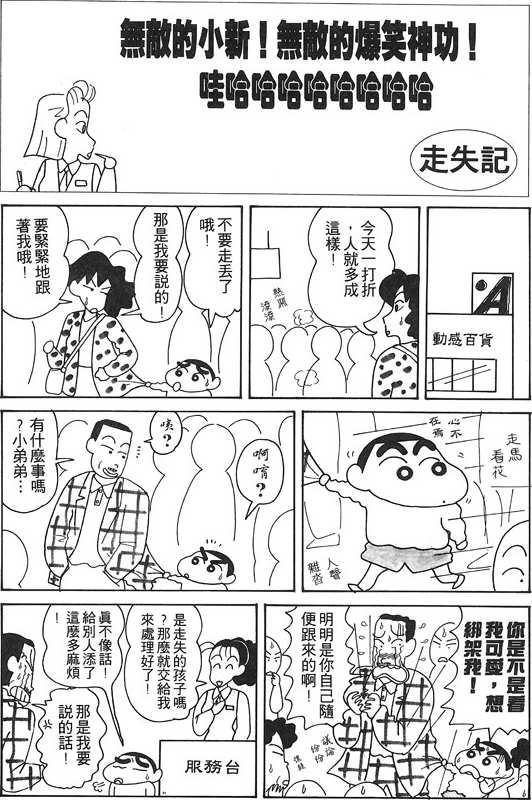 無敵的小新！無敵的爆笑神功！
哇哈哈哈哈哈哈哈哈
走失記
動感百貨
今天一打折
，人就多成
這樣！
熱鬧
滾滾
不要走丟了
哦！
那是我要說的！
要緊緊地跟
著我哦！
走馬
看花
心不
在焉
人聲
雜沓
啊唷？
咦？
有什麼事嗎
？小弟弟…
你是不是看
我可愛，想
綁架我！
明明是你自己隨
便跟來的啊！
議論
紛紛
是走失的孩子嗎
？那麼就交給我
來處理好了！
服務台
真不像話！
給別人添了
這麼多麻煩
！
那是我要
說的話！